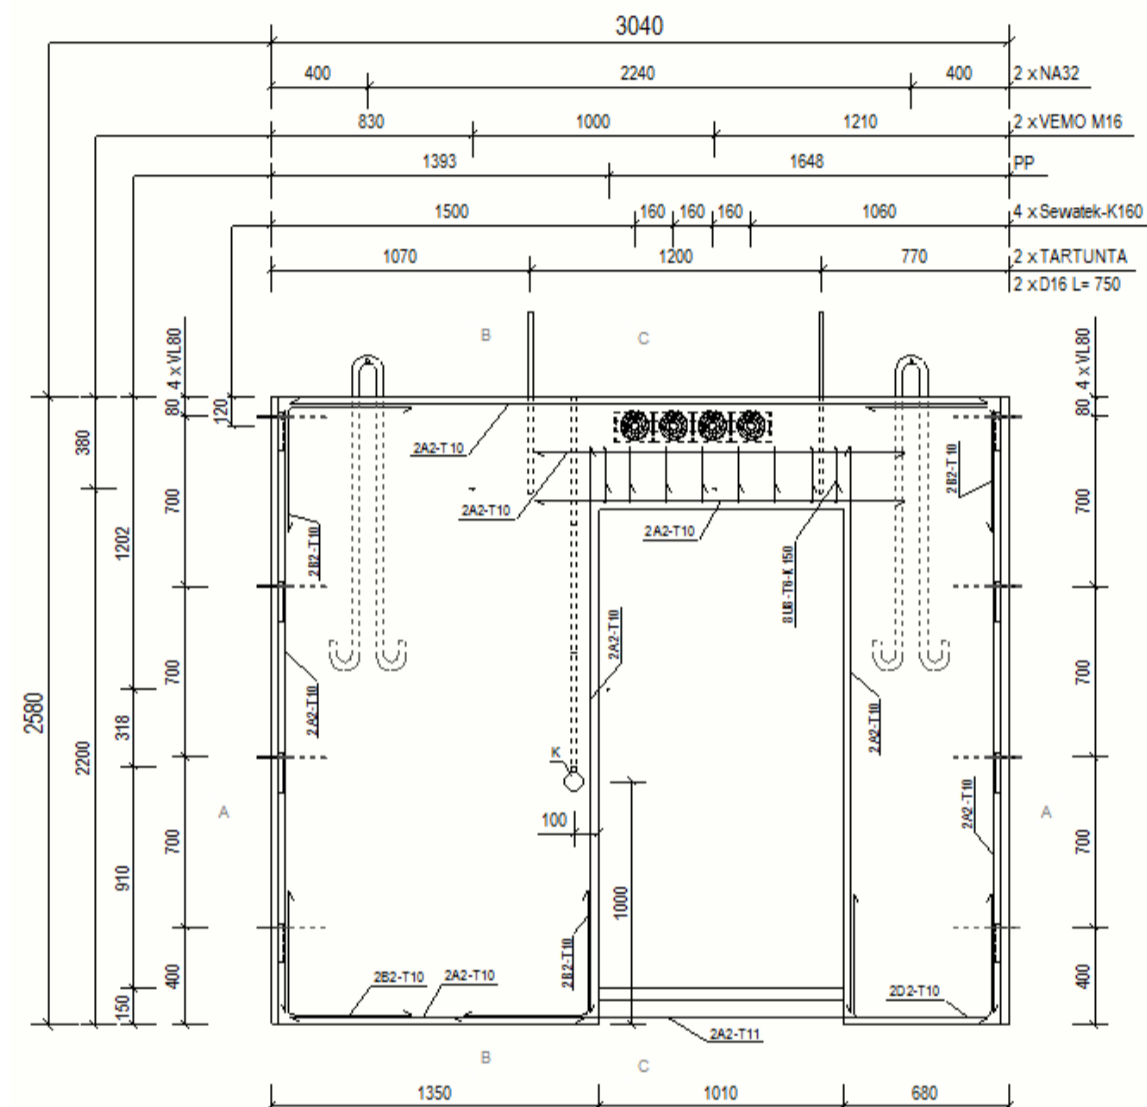 3040
400 2240 400 2 x NA32
830 1000 1210 2 x VEMO M16
1393 1648 PP
1500 160 160 160 1060 4 x Sewatek-K160
1070 1200 770 2 x TARTUNTA
2 x D16 L= 750
B C
4 x VL80
4 x VL80
80
120
80
380
2A2-T10
2B2-T10
700
2A2-T10
2A2-T10
700
1202
2B2-T10
8U8-T6-K150
2A2-T10
2580
2200
318
700
2A2-T10
2A2-T10
700
K
A
100
2A2-T10
A
910
700
1000
700
2B2-T10
400
2B2-T10 2A2-T10
2D2-T10
400
150
2A2-T11
B C
1350 1010 680